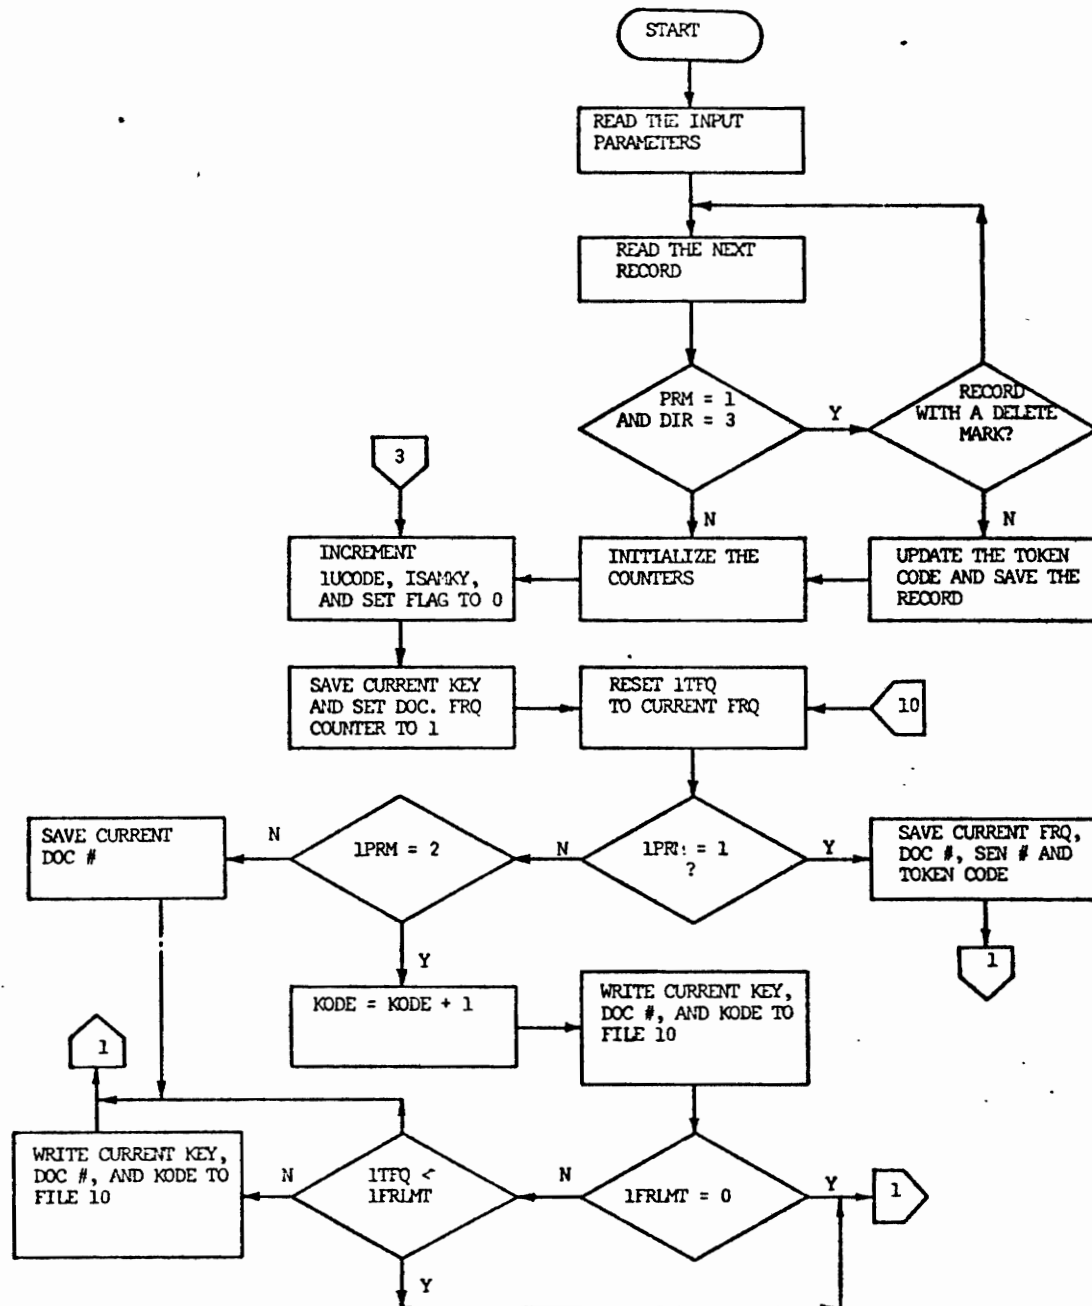 START
READ THE INPUT
PARAMETERS
READ THE NEXT
RECORD
PRM = 1
AND DIR = 3
Y
RECORD
WITH A DELETE
MARK?
3
N
N
INCREMENT
1UCODE, ISAMKY,
AND SET FLAG TO 0
INITIALIZE THE
COUNTERS
UPDATE THE TOKEN
CODE AND SAVE THE
RECORD
SAVE CURRENT KEY
AND SET DOC. FRQ
COUNTER TO 1
RESET 1TFQ
TO CURRENT FRQ
10
SAVE CURRENT
DOC #
N
1PRM = 2
N
1PRM = 1
?
Y
SAVE CURRENT FRQ,
DOC #, SEN # AND
TOKEN CODE
Y
1
KODE = KODE + 1
WRITE CURRENT KEY,
DOC #, AND KODE TO
FILE 10
1
WRITE CURRENT KEY,
DOC #, AND KODE TO
FILE 10
N
1TFQ <
1FRLMT
N
1FRLMT = 0
Y
1
Y